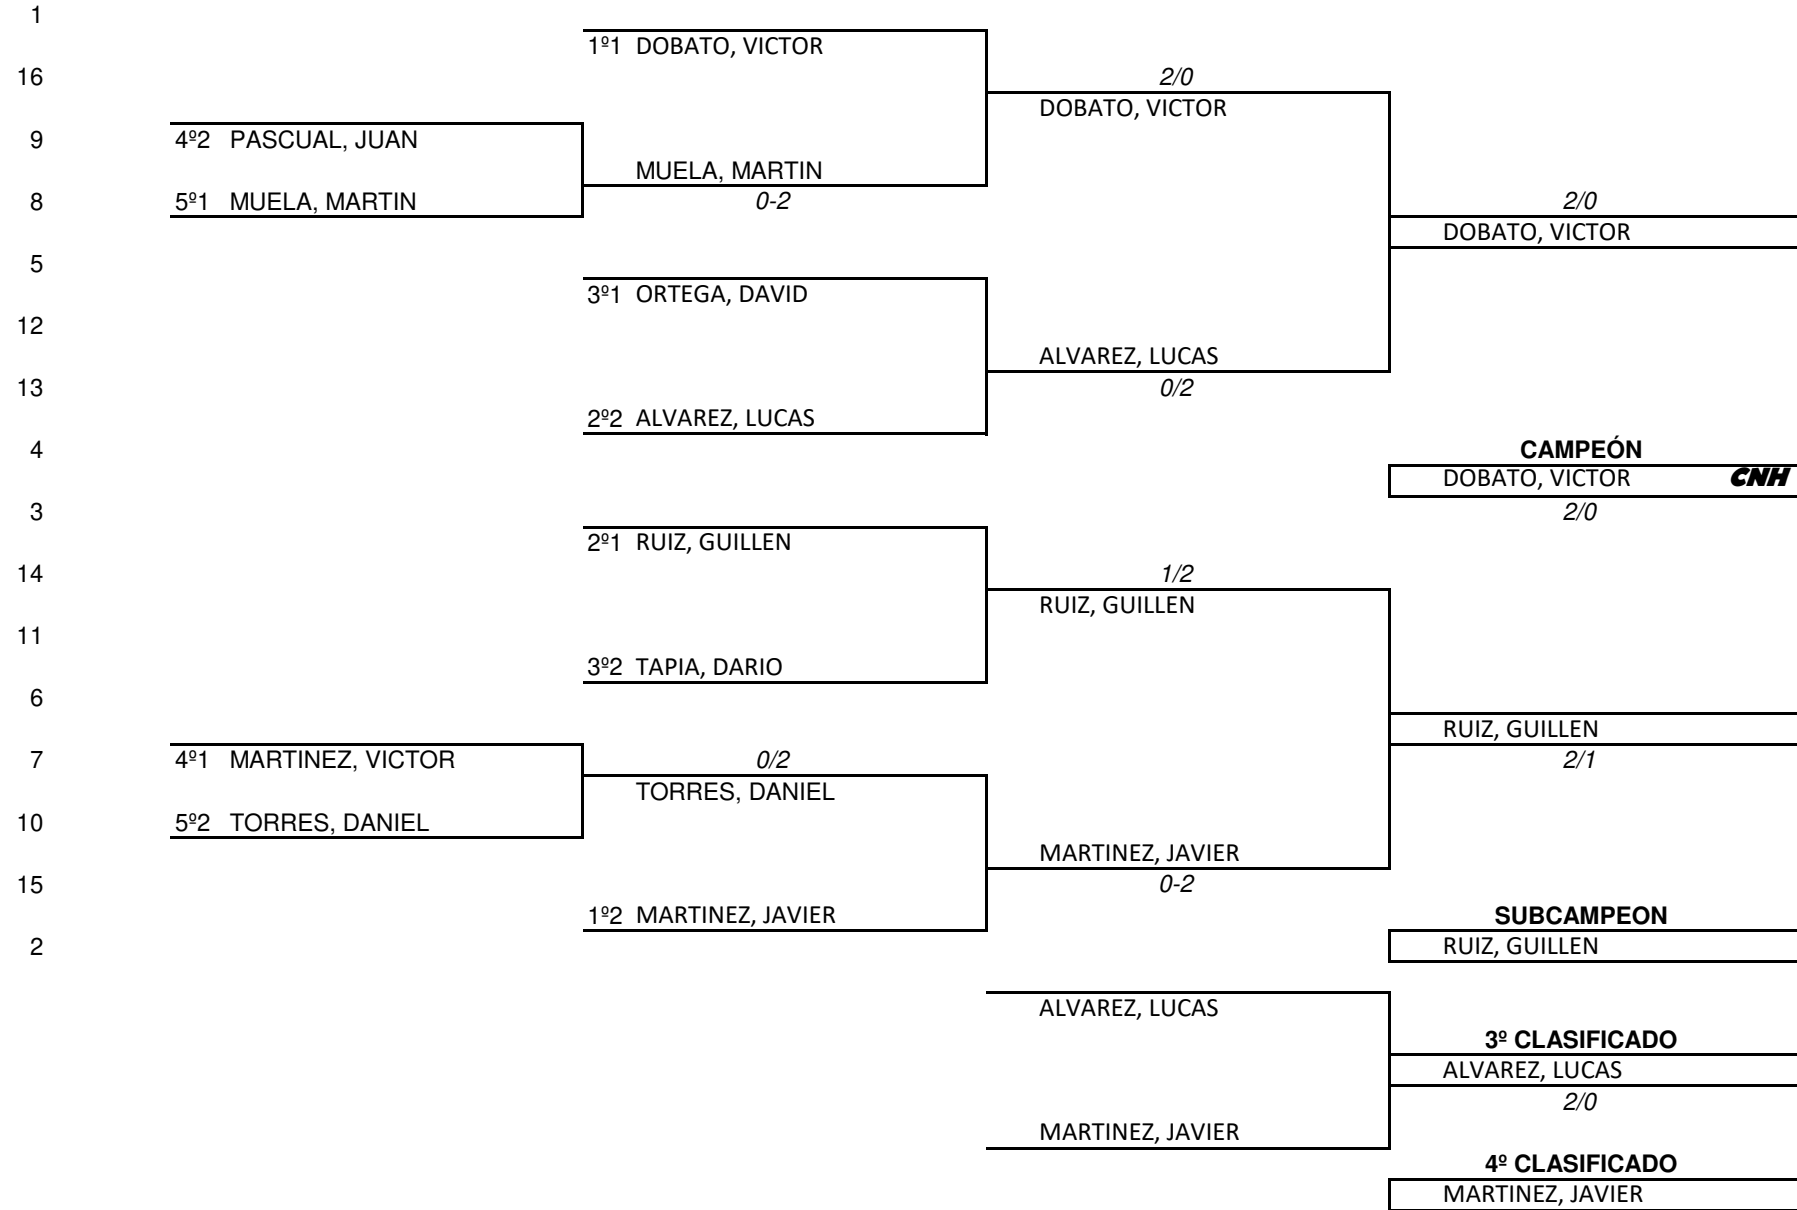 1
1º1 DOBATO, VICTOR
16 2/0
DOBATO, VICTOR
9 4º2 PASCUAL, JUAN
MUELA, MARTIN
8 5º1 MUELA, MARTIN 0-2 2/0
DOBATO, VICTOR
5
3º1 ORTEGA, DAVID
12
ALVAREZ, LUCAS
13 0/2
2º2 ALVAREZ, LUCAS
4 CAMPEÓN
DOBATO, VICTOR CNH
3 2/0
2º1 RUIZ, GUILLEN
14 1/2
RUIZ, GUILLEN
11
3º2 TAPIA, DARIO
6
RUIZ, GUILLEN
7 4º1 MARTINEZ, VICTOR 0/2 2/1
TORRES, DANIEL
10 5º2 TORRES, DANIEL
MARTINEZ, JAVIER
15 0-2
1º2 MARTINEZ, JAVIER SUBCAMPEON
2 RUIZ, GUILLEN
ALVAREZ, LUCAS
3º CLASIFICADO
ALVAREZ, LUCAS
2/0
MARTINEZ, JAVIER
4º CLASIFICADO
MARTINEZ, JAVIER